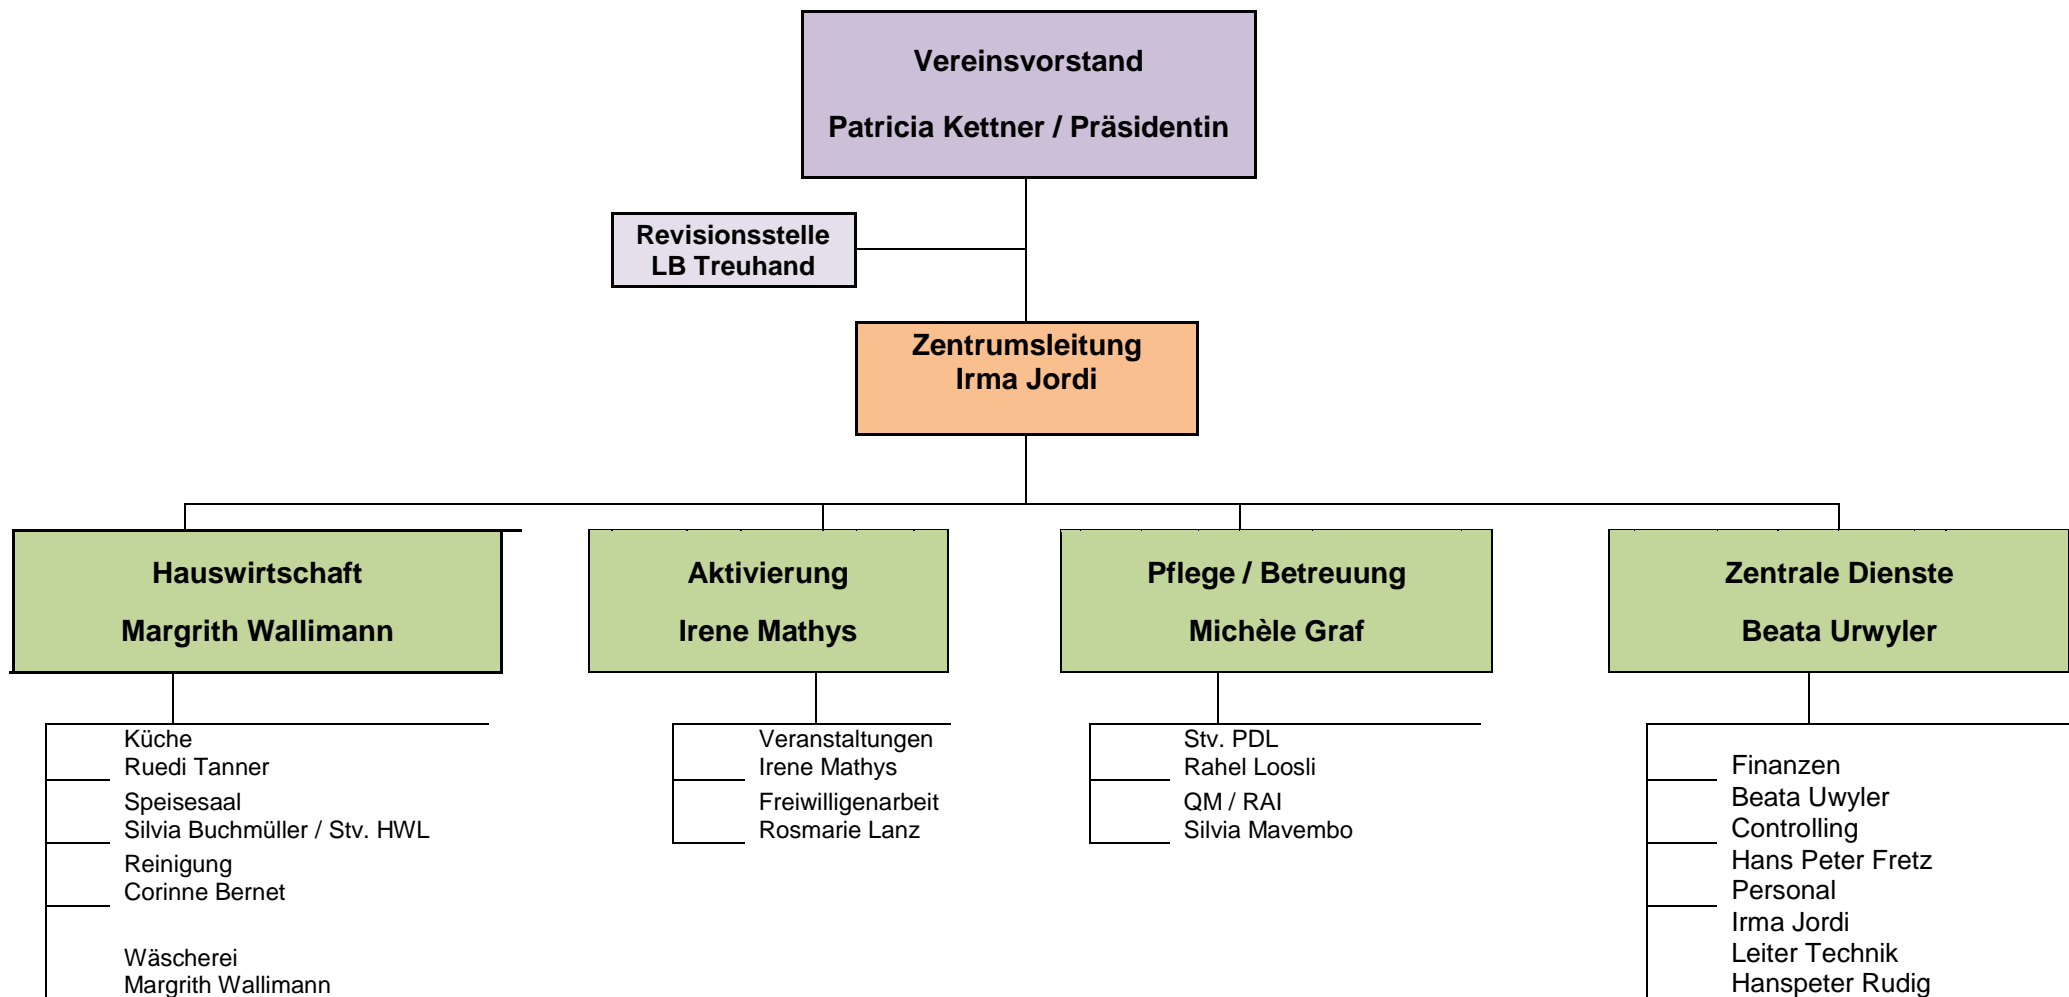 Vereinsvorstand
Patricia Kettner / Präsidentin
Revisionsstelle
LB Treuhand
Zentrumsleitung
Irma Jordi
Hauswirtschaft
Margrith Wallimann
Aktivierung
Irene Mathys
Pflege / Betreuung
Michèle Graf
Zentrale Dienste
Beata Urwyler
Küche
Ruedi Tanner
Speisesaal
Silvia Buchmüller / Stv. HWL
Reinigung
Corinne Bernet
Wäscherei
Margrith Wallimann
Veranstaltungen
Irene Mathys
Freiwilligenarbeit
Rosmarie Lanz
Stv. PDL
Rahel Loosli
QM / RAI
Silvia Mavembo
Finanzen
Beata Uwyler
Controlling
Hans Peter Fretz
Personal
Irma Jordi
Leiter Technik
Hanspeter Rudig